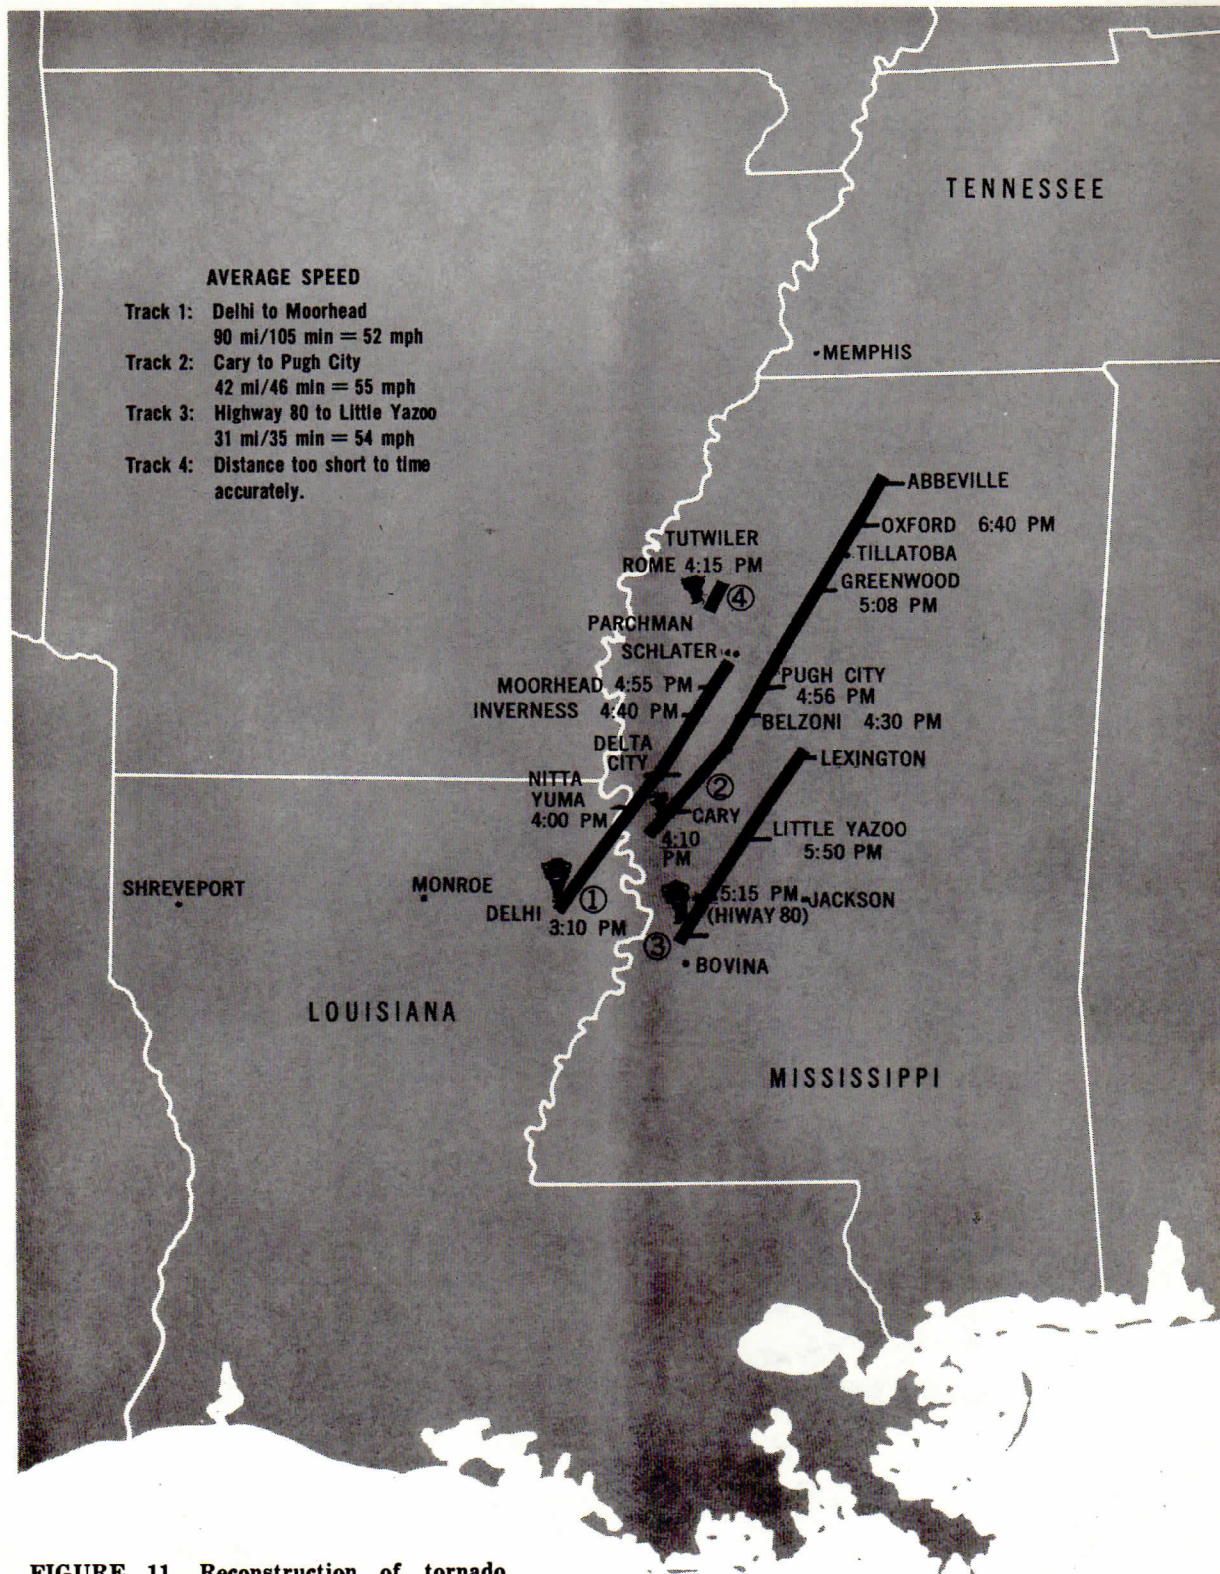 TENNESSEE
AVERAGE SPEED
Track 1: Delhi to Moorhead
90 mi/105 min = 52 mph
Track 2: Cary to Pugh City
42 mi/46 min = 55 mph
Track 3: Highway 80 to Little Yazoo
31 mi/35 min = 54 mph
Track 4: Distance too short to time
accurately.
MEMPHIS
ABBEVILLE
OXFORD 6:40 PM
TILLATOBA
GREENWOOD
5:08 PM
TUTWILER
ROME 4:15 PM
4
PARCHMAN
SCHLATER
MOORHEAD 4:55 PM
INVERNESS 4:40 PM
PUGH CITY
4:56 PM
BELZONI 4:30 PM
DELTA
CITY
LEXINGTON
NITTA
YUMA
4:00 PM
2
CARY
4:10
PM
LITTLE YAZOO
5:50 PM
SHREVEPORT
MONROE
DELHI
1
3:10 PM
5:15 PM
(HIWAY 80)
JACKSON
3
BOVINA
LOUISIANA
MISSISSIPPI
FIGURE 11. Reconstruction of tornado